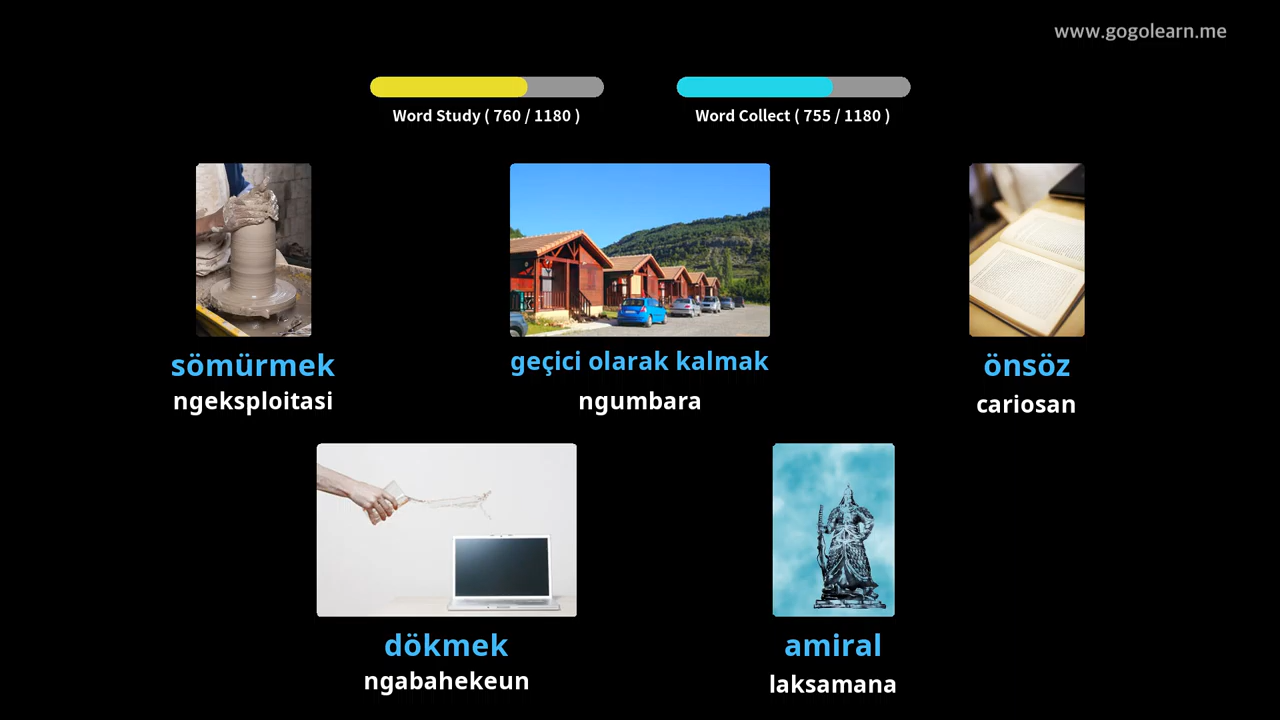 www.gogolearn.me
Word Study ( 760 / 1180 )
Word Collect ( 755 / 1180 )
sömürmek
ngeksploitasi
geçici olarak kalmak
ngumbara
önsöz
cariosan
dökmek
ngabahekeun
amiral
laksamana